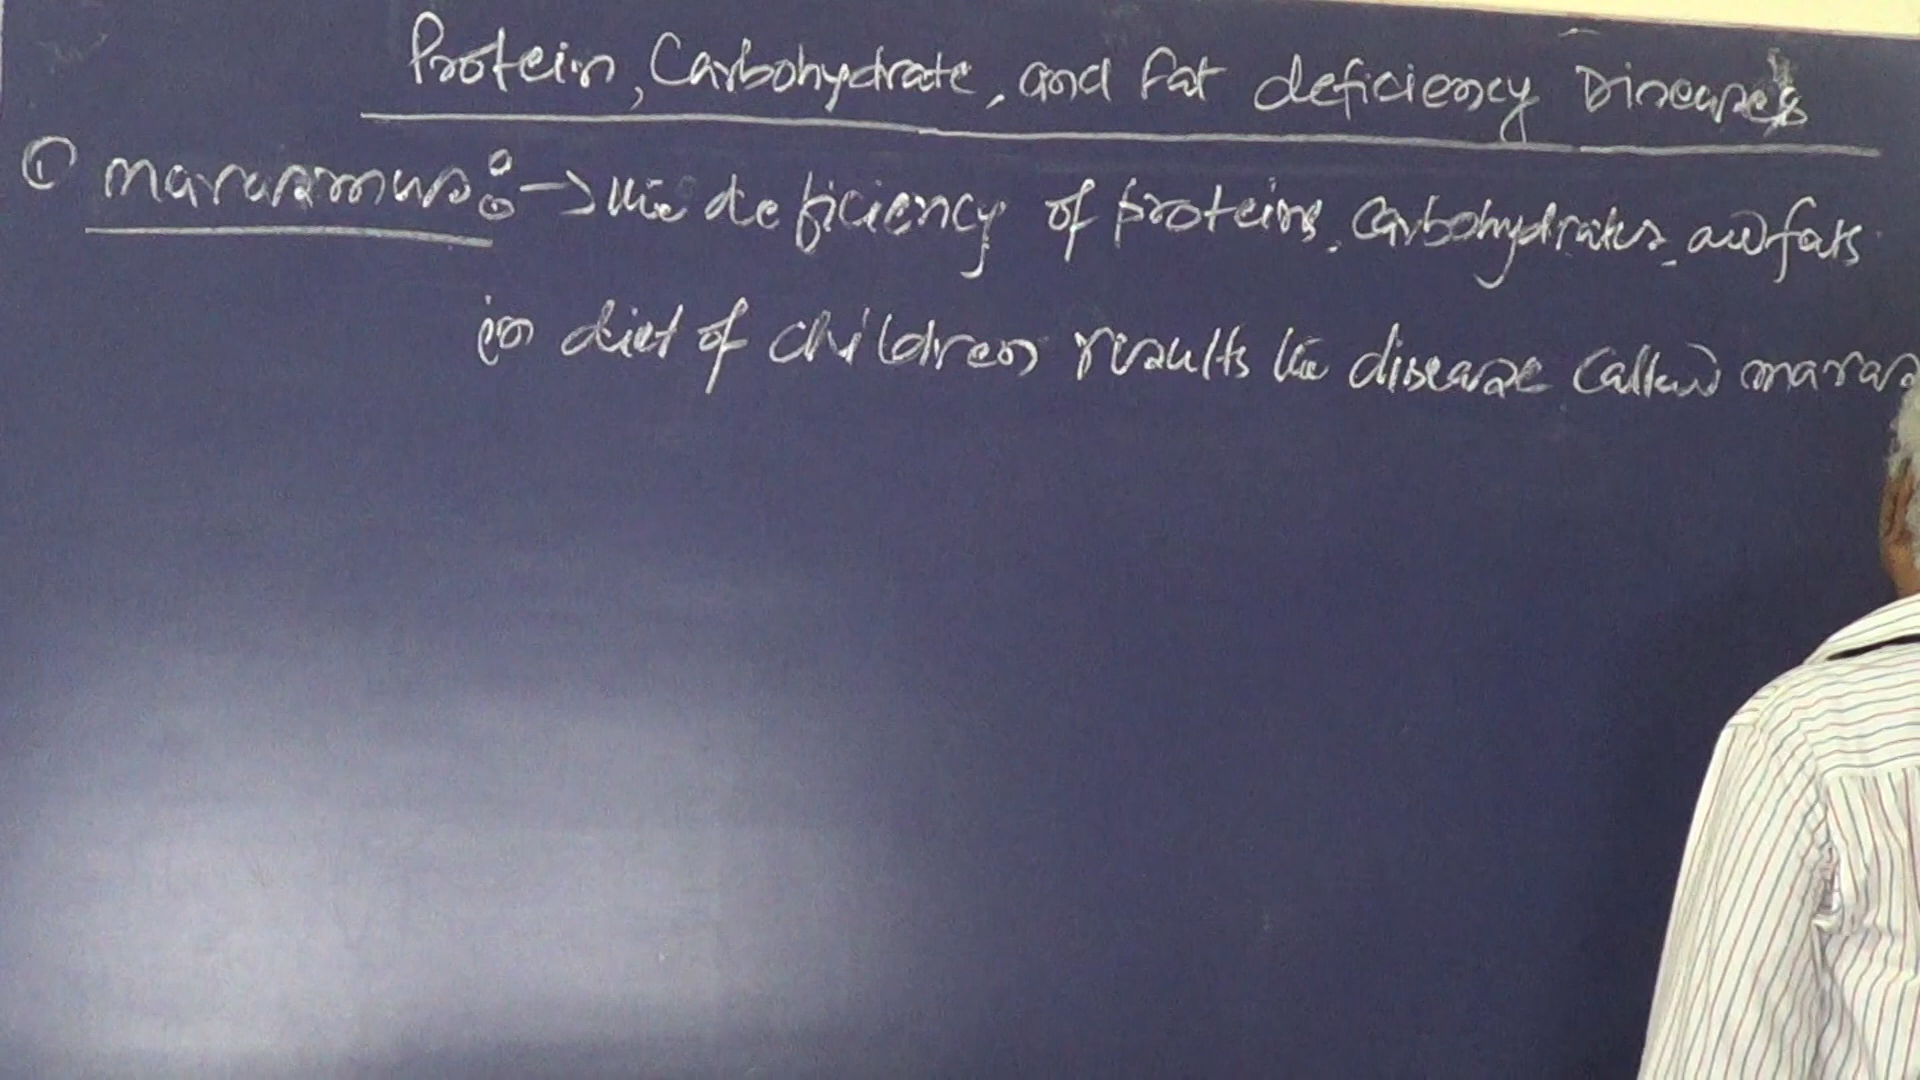 Protein, Carbohydrate, and Fat deficiency Diseases
① marasmus :→ the deficiency of proteins, Carbohydrates, and fats
in diet of children results the disease called maras